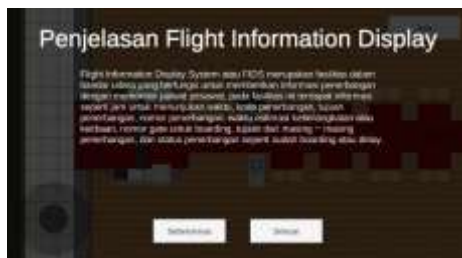 Penjelasan Flight Information Display
Flight Information Display System atau FIDS merupakan fasilitas dalam
bandar udara yang berfungsi untuk memberikan informasi penerbangan
dengan memonitor jadwal pesawat, pada fasilitas ini terdapat informasi
seperti jam untuk menunjukan waktu, kode penerbangan, tujuan
penerbangan, nomor penerbangan, waktu estimasi keberangkatan atau
ketibaan, nomor gate untuk boarding, tujuan dari masing – masing
penerbangan, dan status penerbangan seperti sudah boarding atau delay.
Sebelumnya